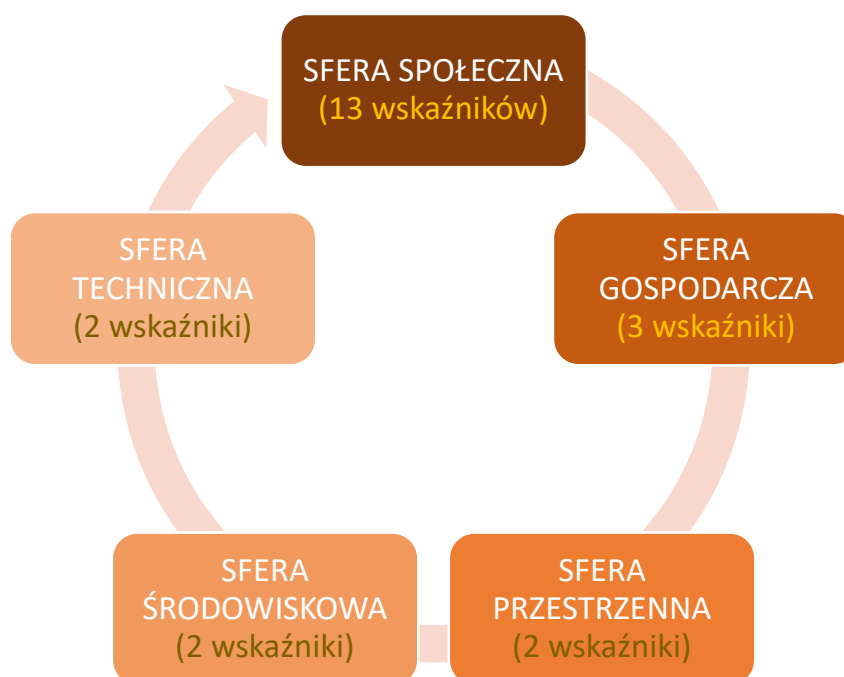 SFERA SPOŁECZNA
(13 wskaźników)
SFERA
GOSPODARCZA
(3 wskaźniki)
SFERA
PRZESTRZENNA
(2 wskaźniki)
SFERA
ŚRODOWISKOWA
(2 wskaźniki)
SFERA
TECHNICZNA
(2 wskaźniki)